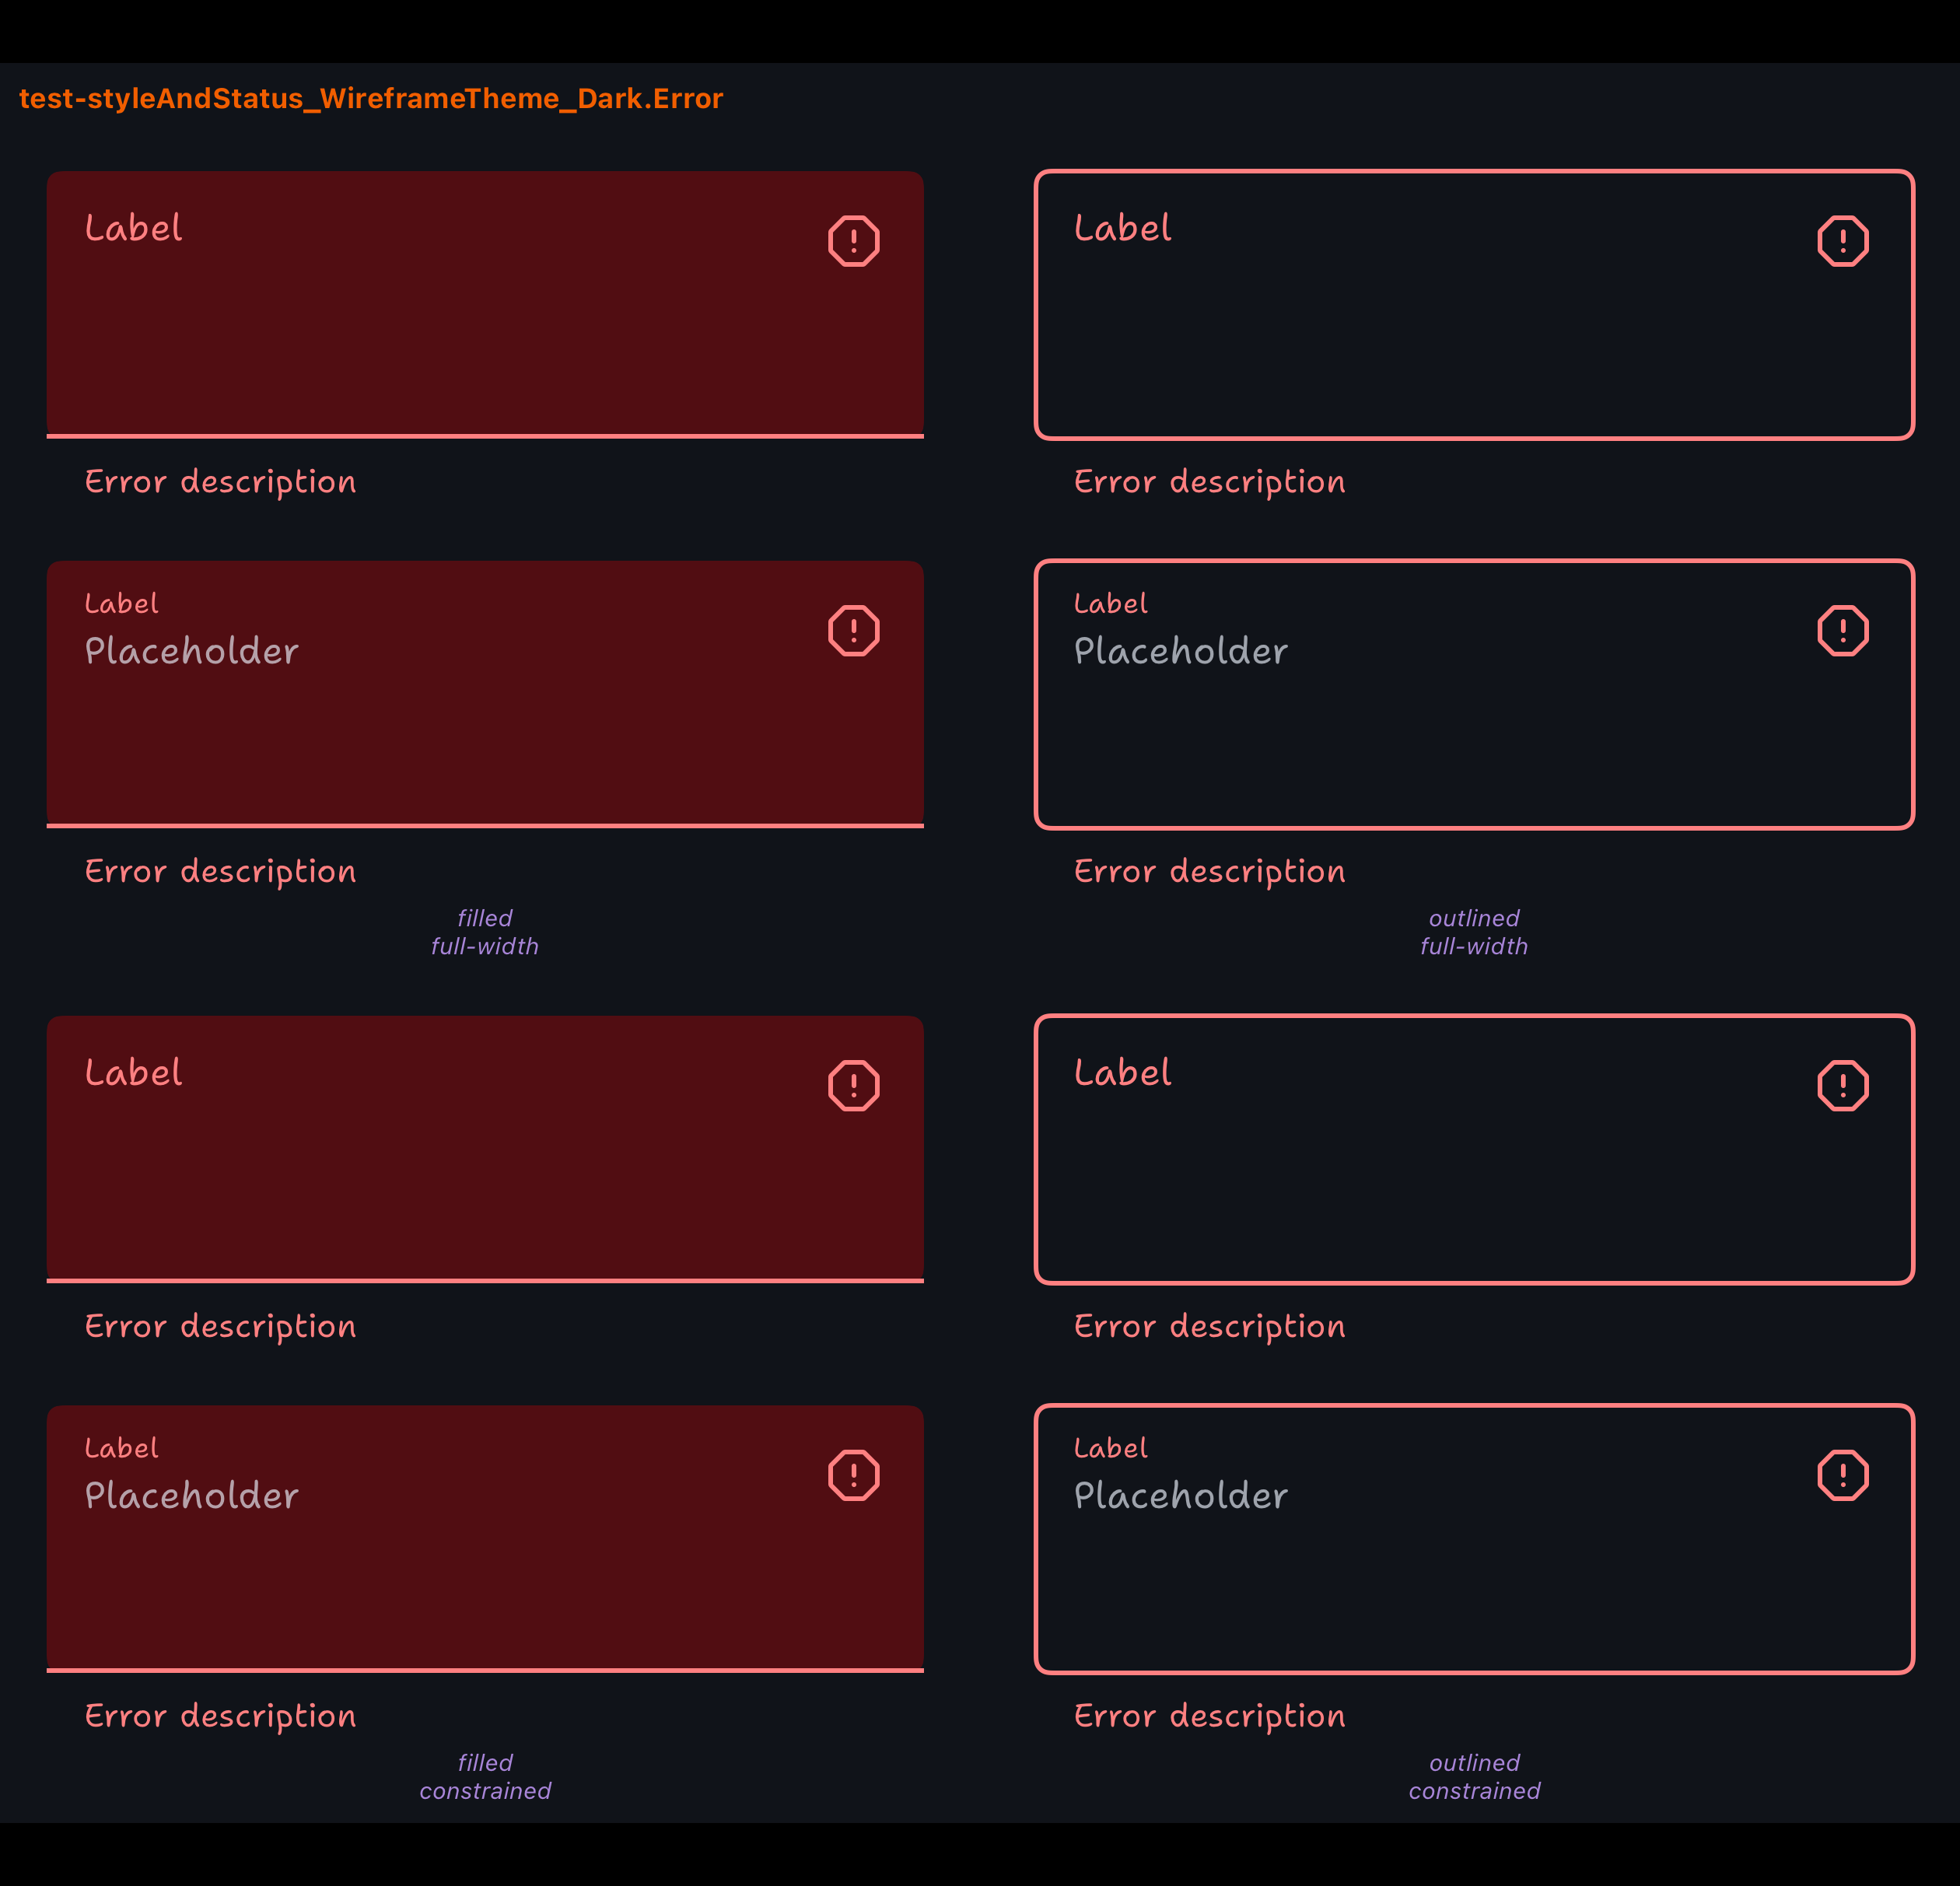 test-styleAndStatus_WireframeTheme_Dark.Error
Label
Label
Error description
Error description
Label
Placeholder
Label
Placeholder
Error description
Error description
filled
full-width
outlined
full-width
Label
Label
Error description
Error description
Label
Placeholder
Label
Placeholder
Error description
Error description
filled
constrained
outlined
constrained